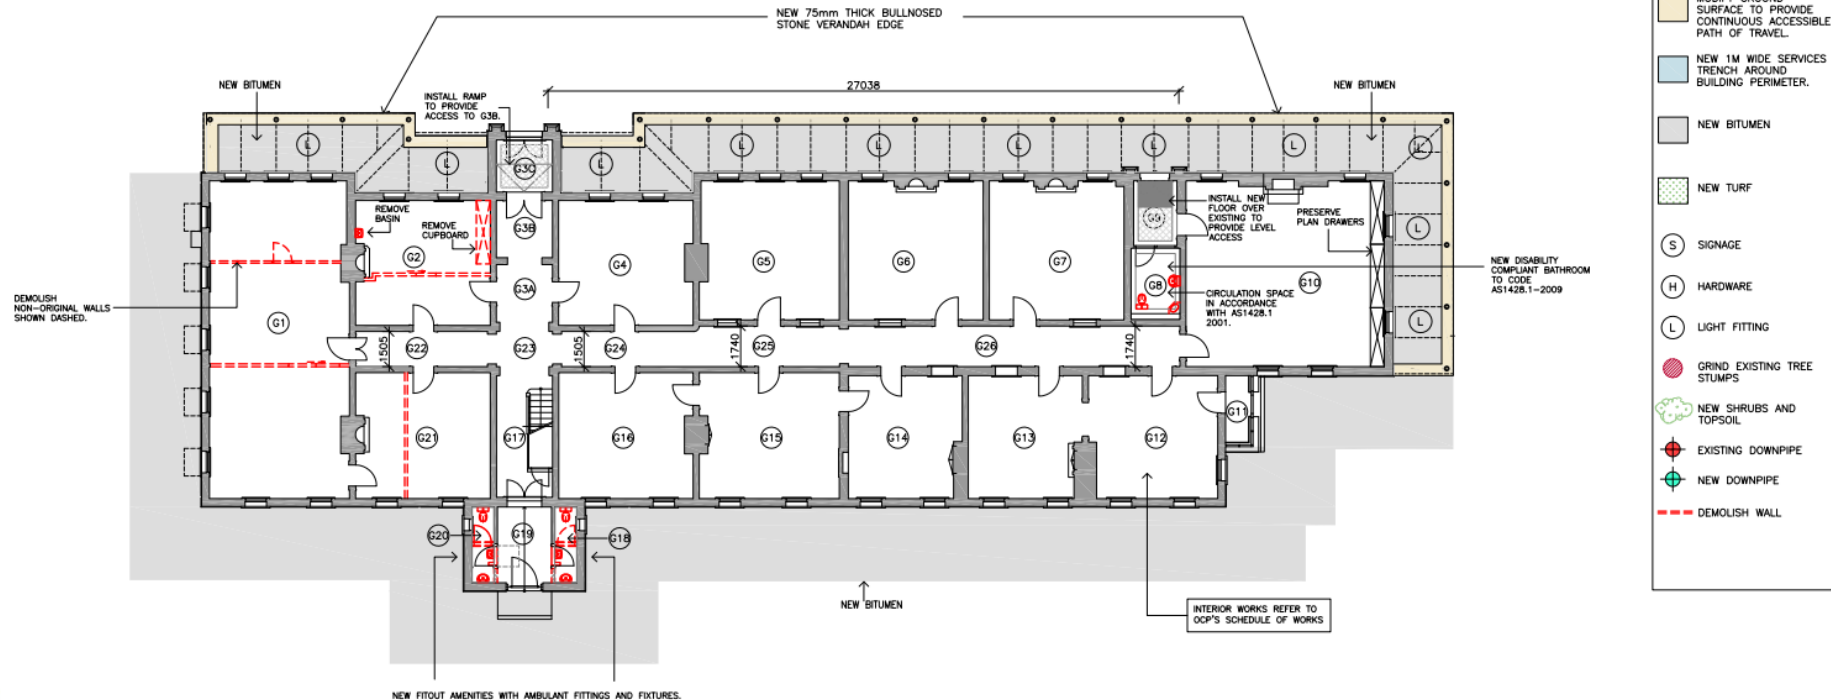 NEW 75mm THICK BULLNOSED
STONE VERANDAH EDGE
NEW BITUMEN
INSTALL RAMP
TO PROVIDE
ACCESS TO G3B.
27038
NEW BITUMEN
L
L
L
L
L
L
L
L
L
L
L
G3C
REMOVE
BASIN
REMOVE
CUPBOARD
G3B
G2
G3A
G4
G5
G6
G7
G9
INSTALL NEW
FLOOR OVER
EXISTING TO
PROVIDE LEVEL
ACCESS
PRESERVE
PLAN DRAWERS
G8
G10
CIRCULATION SPACE
IN ACCORDANCE
WITH AS1428.1
2001.
NEW DISABILITY
COMPLIANT BATHROOM
TO CODE
AS1428.1-2009
DEMOLISH
NON-ORIGINAL WALLS
SHOWN DASHED.
G1
1505
G22
G23
1505
G24
1740
G25
G26
1740
G21
G17
G16
G15
G14
G13
G12
G11
G20
G19
G18
NEW BITUMEN
INTERIOR WORKS REFER TO
OCP'S SCHEDULE OF WORKS
NEW FITOUT AMENITIES WITH AMBULANT FITTINGS AND FIXTURES.
SURFACE TO PROVIDE
CONTINUOUS ACCESSIBLE
PATH OF TRAVEL.
NEW 1M WIDE SERVICES
TRENCH AROUND
BUILDING PERIMETER.
NEW BITUMEN
NEW TURF
S SIGNAGE
H HARDWARE
L LIGHT FITTING
GRIND EXISTING TREE
STUMPS
NEW SHRUBS AND
TOPSOIL
EXISTING DOWNPIPE
NEW DOWNPIPE
DEMOLISH WALL